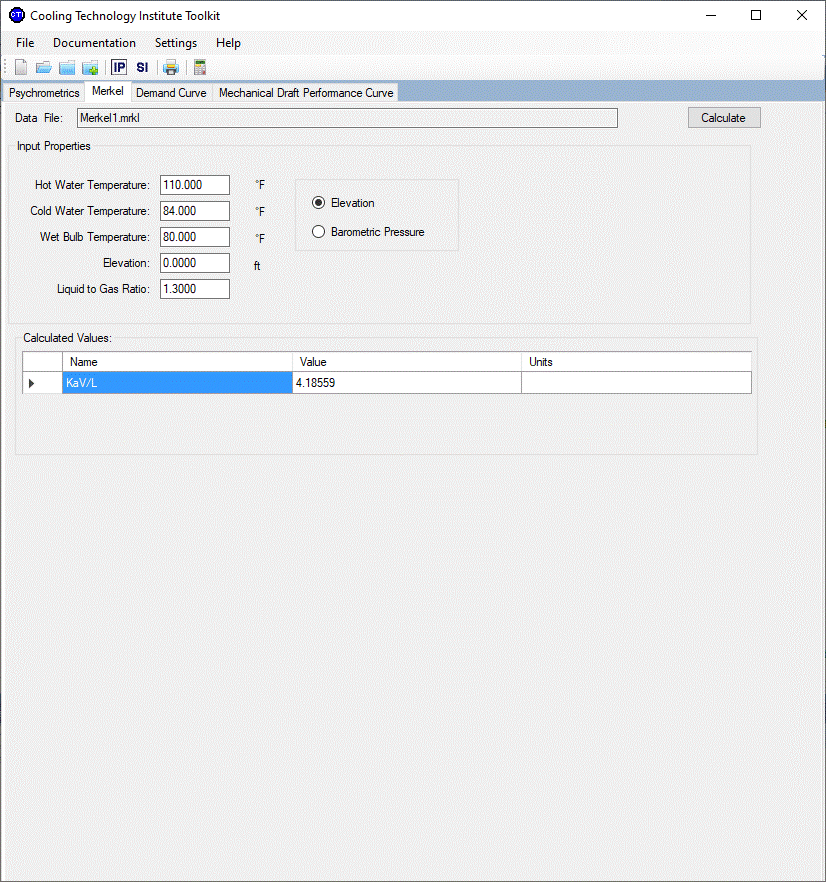 CTI Cooling Technology Institute Toolkit
File Documentation Settings Help
IP SI
Psychrometrics Merkel Demand Curve Mechanical Draft Performance Curve
Data File: Merkel1.mrkl Calculate
Input Properties
Hot Water Temperature: 110.000 °F
Cold Water Temperature: 84.000 °F
Wet Bulb Temperature: 80.000 °F
Elevation: 0.0000 ft
Liquid to Gas Ratio: 1.3000
Elevation
Barometric Pressure
Calculated Values:
Name Value Units
KaV/L 4.18559